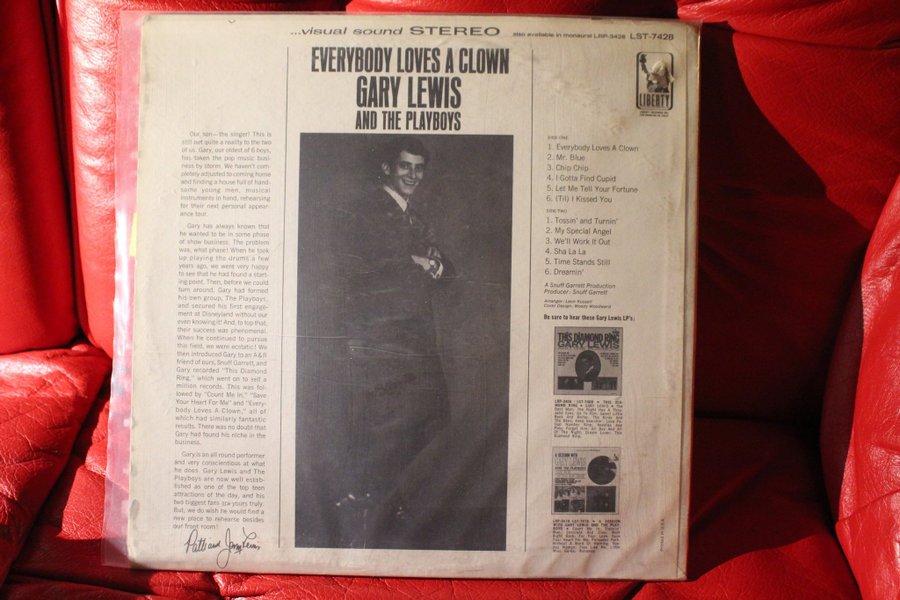 ...visual sound STEREO
also available in monaural LRP-3428 LST-7428
EVERYBODY LOVES A CLOWN
GARY LEWIS
AND THE PLAYBOYS
LIBERTY
Our son—the singer! This is
still not quite a reality to the two
of us. Gary, our oldest of 6 boys,
has taken the pop music busi-
ness by storm. We haven't com-
pletely adjusted to coming home
and finding a house full of hand-
some young men, musical
instruments in hand, rehearsing
for their next personal appear-
ance tour.
Gary has always known that
he wanted to be in some phase
of show business. The problem
was, what phase! When he took
up playing the drums a few
years ago, we were very happy
to see that he had found a start-
ing point. Then, before we could
turn around, Gary had formed
his own group, The Playboys,
and secured his first engage-
ment at Disneyland without our
even knowing it! And, to top that,
their success was phenomenal.
When he continued to pursue
this field, we were ecstatic! We
then introduced Gary to an A & R
friend of ours, Snuff Garrett, and
Gary recorded "This Diamond
Ring," which went on to sell a
million records. This was fol-
lowed by "Count Me In," "Save
Your Heart For Me" and "Every-
body Loves A Clown," all of
which had similarly fantastic
results. There was no doubt that
Gary had found his niche in the
business.
Gary is an all round performer
and very conscientious at what
he does. Gary Lewis and The
Playboys are now well estab-
lished as one of the top teen
attractions of the day, and his
two biggest fans are yours truly.
But, we do wish he would find a
new place to rehearse besides
our front room!
Patti and Jerry Lewis
SIDE ONE
1. Everybody Loves A Clown
2. Mr. Blue
3. Chip Chip
4. I Gotta Find Cupid
5. Let Me Tell Your Fortune
6. (Til) I Kissed You
SIDE TWO
1. Tossin' and Turnin'
2. My Special Angel
3. We'll Work It Out
4. Sha La La
5. Time Stands Still
6. Dreamin'
A Snuff Garrett Production
Producer: Snuff Garrett
Arranger: Leon Russell
Cover Design: Woody Woodward
Be sure to hear these Gary Lewis LP's:
THIS DIAMOND RING
GARY LEWIS
A SESSION WITH
GARY LEWIS